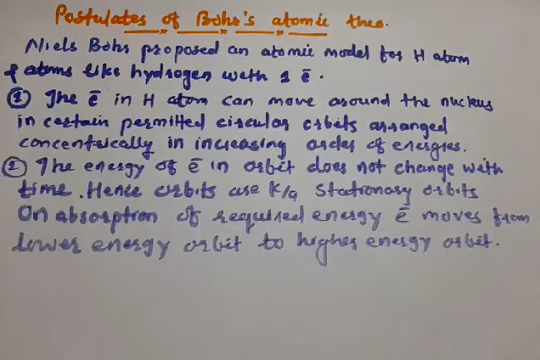 Postulates of Bohr's atomic theo.
Niels Bohr proposed an atomic model for H atom
& atoms like hydrogen with 1 ē.
① The ē in H atom can move around the nucleus
in certain permitted circular orbits arranged
concentrically in increasing order of energies.
② The energy of ē in orbit does not change with
time. Hence orbits are K/a Stationary orbits
On absorption of required energy ē moves from
lower energy orbit to higher energy orbit.